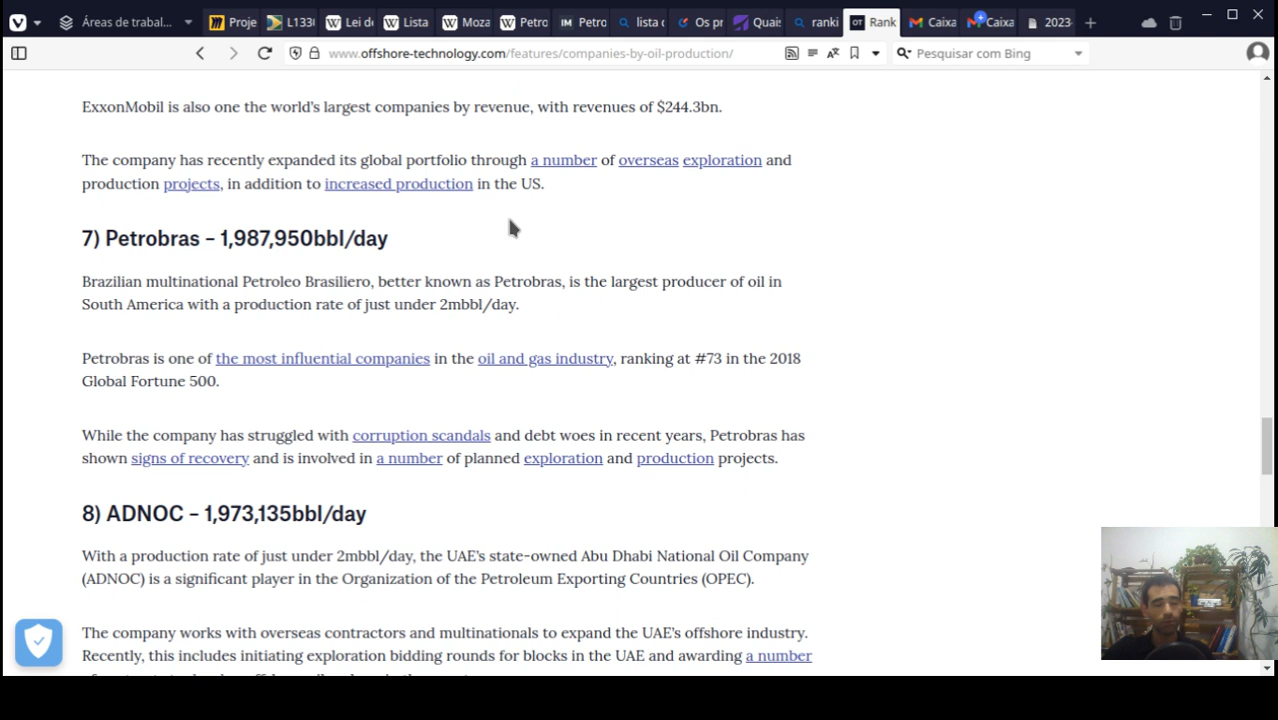 Áreas de trabal... Proje L133( Lei de Lista Moza Petro Petro lista c Os pr Quais ranki Rank Caixa Caixa 2023-
www.offshore-technology.com/features/companies-by-oil-production/ Pesquisar com Bing
ExxonMobil is also one the world's largest companies by revenue, with revenues of $244.3bn.
The company has recently expanded its global portfolio through a number of overseas exploration and
production projects, in addition to increased production in the US.
7) Petrobras – 1,987,950bbl/day
Brazilian multinational Petroleo Brasiliero, better known as Petrobras, is the largest producer of oil in
South America with a production rate of just under 2mbbl/day.
Petrobras is one of the most influential companies in the oil and gas industry, ranking at #73 in the 2018
Global Fortune 500.
While the company has struggled with corruption scandals and debt woes in recent years, Petrobras has
shown signs of recovery and is involved in a number of planned exploration and production projects.
8) ADNOC – 1,973,135bbl/day
With a production rate of just under 2mbbl/day, the UAE's state-owned Abu Dhabi National Oil Company
(ADNOC) is a significant player in the Organization of the Petroleum Exporting Countries (OPEC).
The company works with overseas contractors and multinationals to expand the UAE's offshore industry.
Recently, this includes initiating exploration bidding rounds for blocks in the UAE and awarding a number